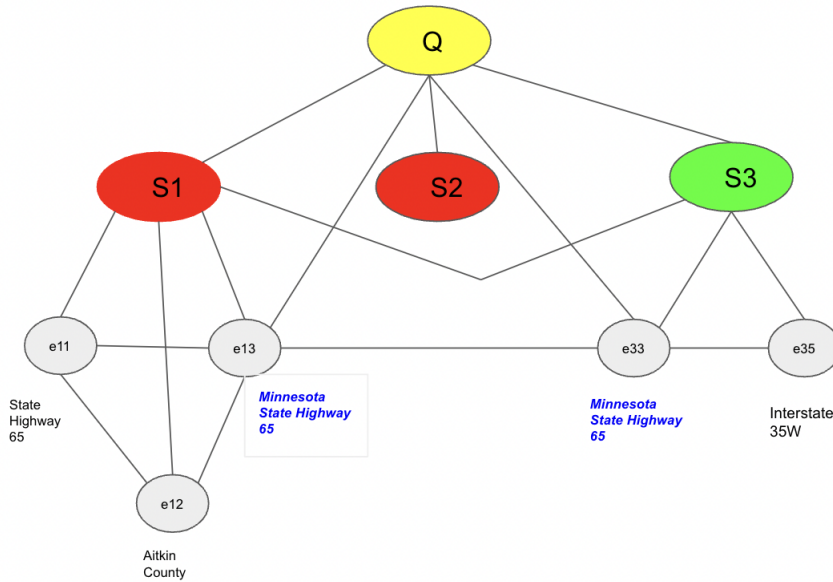 Q
S1
S2
S3
e11
e13
e33
e35
State
Highway
65
Minnesota
State Highway
65
Minnesota
State Highway
65
Interstate
35W
e12
Aitkin
County